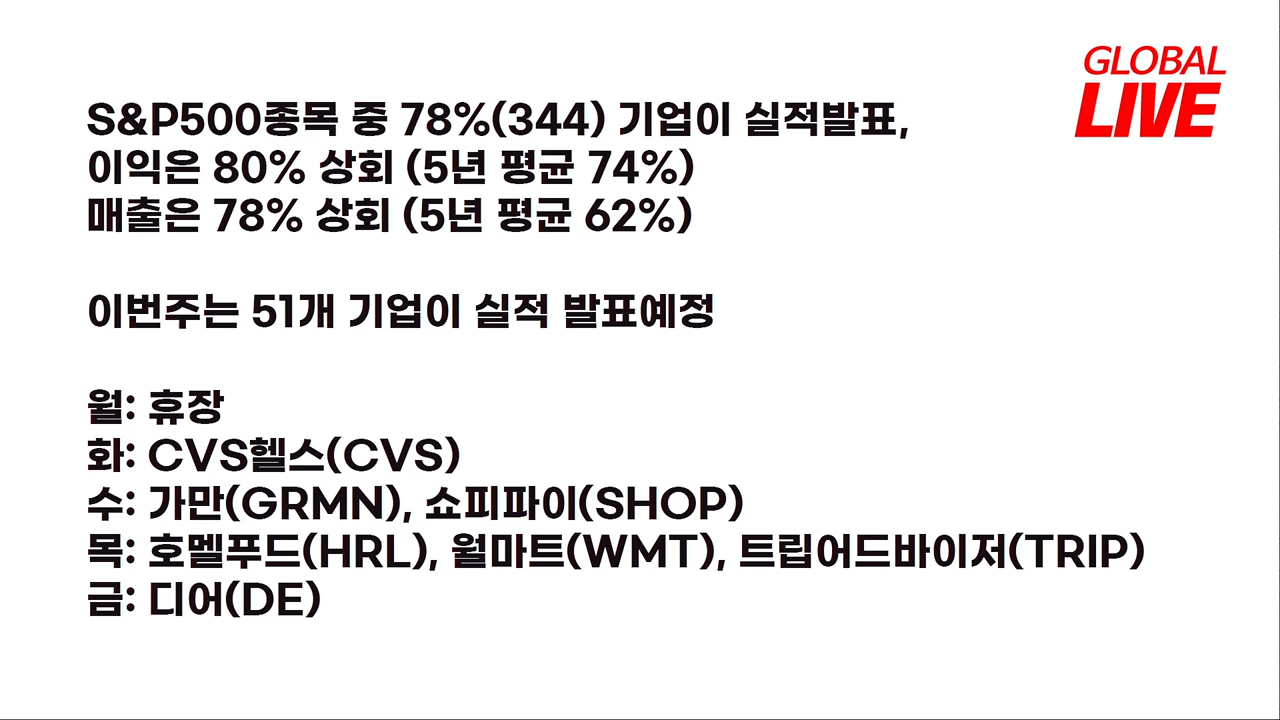 GLOBAL
LIVE
S&P500종목 중 78%(344) 기업이 실적발표,
이익은 80% 상회 (5년 평균 74%)
매출은 78% 상회 (5년 평균 62%)
이번주는 51개 기업이 실적 발표예정
월: 휴장
화: CVS헬스(CVS)
수: 가만(GRMN), 쇼피파이(SHOP)
목: 호멜푸드(HRL), 월마트(WMT), 트립어드바이저(TRIP)
금: 디어(DE)